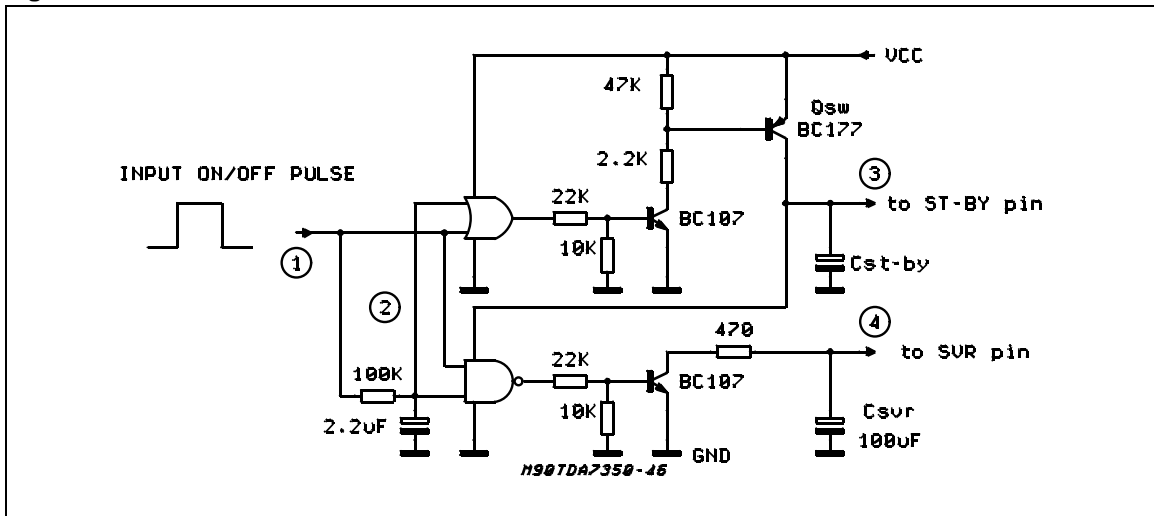 VCC
47K
Qsw
BC177
2.2K
INPUT ON/OFF PULSE
3
22K
to ST-BY pin
BC107
1
10K
Cst-by
2
4
470
to SVR pin
22K
100K
BC107
10K
Csvr
2.2uF
100uF
GND
M90TDA7350-46